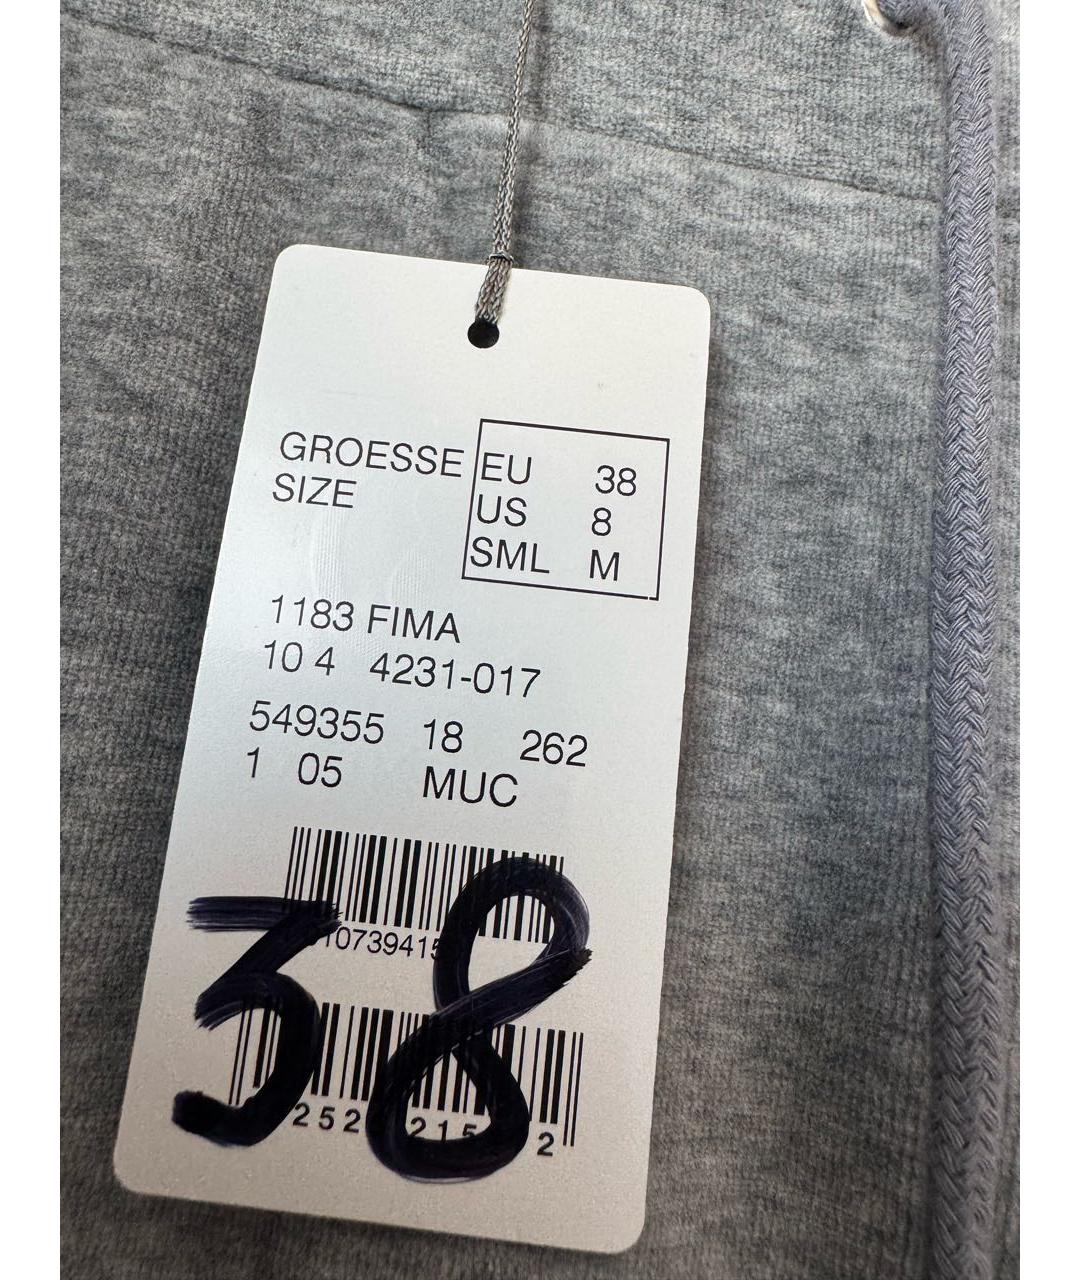 GROESSE EU 38
SIZE US 8
SML M
1183 FIMA
10 4 4231-017
549355 18 262
1 05 MUC
38